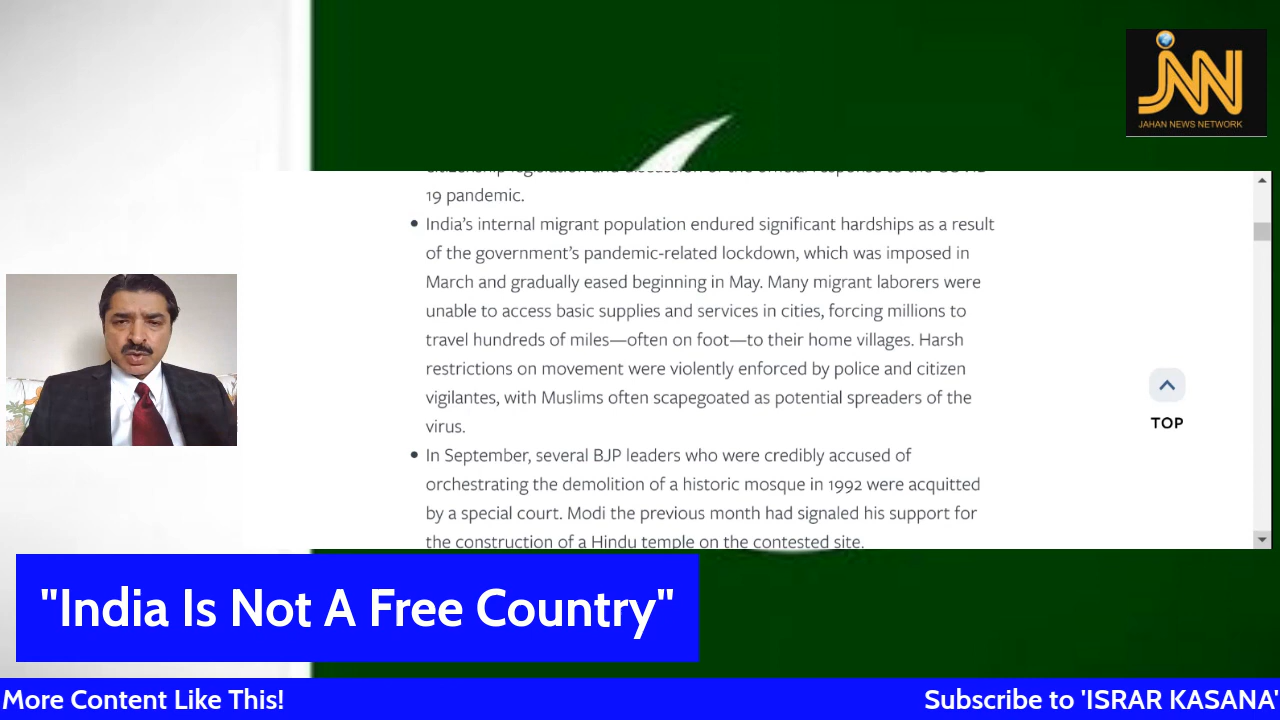 JNN
JAHAN NEWS NETWORK
19 pandemic.
• India's internal migrant population endured significant hardships as a result
of the government's pandemic-related lockdown, which was imposed in
March and gradually eased beginning in May. Many migrant laborers were
unable to access basic supplies and services in cities, forcing millions to
travel hundreds of miles—often on foot—to their home villages. Harsh
restrictions on movement were violently enforced by police and citizen
vigilantes, with Muslims often scapegoated as potential spreaders of the
virus.
• In September, several BJP leaders who were credibly accused of
orchestrating the demolition of a historic mosque in 1992 were acquitted
by a special court. Modi the previous month had signaled his support for
the construction of a Hindu temple on the contested site.
TOP
"India Is Not A Free Country"
More Content Like This!
Subscribe to 'ISRAR KASANA'